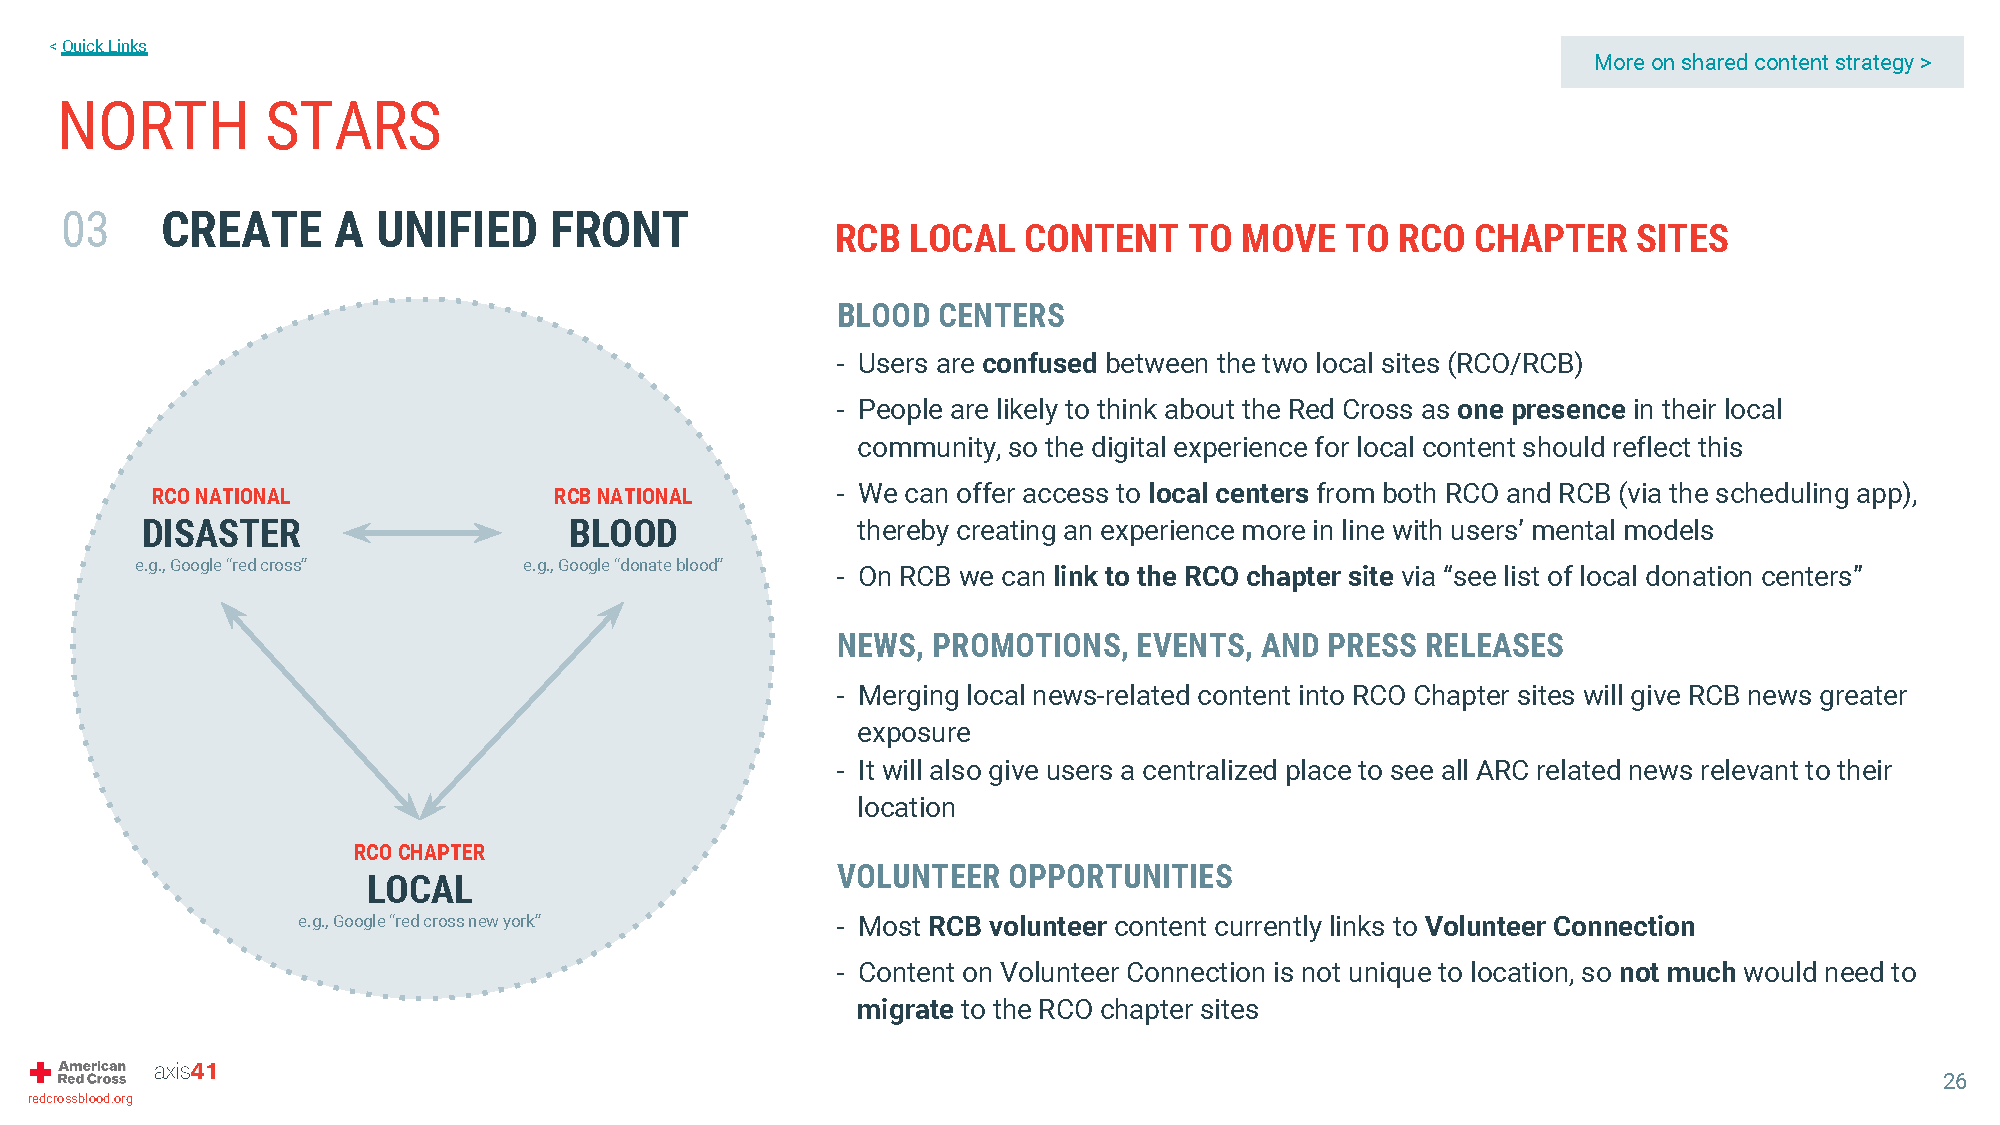 < Quick Links
More on shared content strategy >
NORTH STARS
03 CREATE A UNIFIED FRONT
RCO NATIONAL
DISASTER
e.g., Google “red cross”
RCB NATIONAL
BLOOD
e.g., Google “donate blood”
RCO CHAPTER
LOCAL
e.g., Google “red cross new york”
RCB LOCAL CONTENT TO MOVE TO RCO CHAPTER SITES
BLOOD CENTERS
- Users are confused between the two local sites (RCO/RCB)
- People are likely to think about the Red Cross as one presence in their local
community, so the digital experience for local content should reflect this
- We can offer access to local centers from both RCO and RCB (via the scheduling app),
thereby creating an experience more in line with users’ mental models
- On RCB we can link to the RCO chapter site via “see list of local donation centers”
NEWS, PROMOTIONS, EVENTS, AND PRESS RELEASES
- Merging local news-related content into RCO Chapter sites will give RCB news greater
exposure
- It will also give users a centralized place to see all ARC related news relevant to their
location
VOLUNTEER OPPORTUNITIES
- Most RCB volunteer content currently links to Volunteer Connection
- Content on Volunteer Connection is not unique to location, so not much would need to
migrate to the RCO chapter sites
American
Red Cross
axis41
redcrossblood.org
26